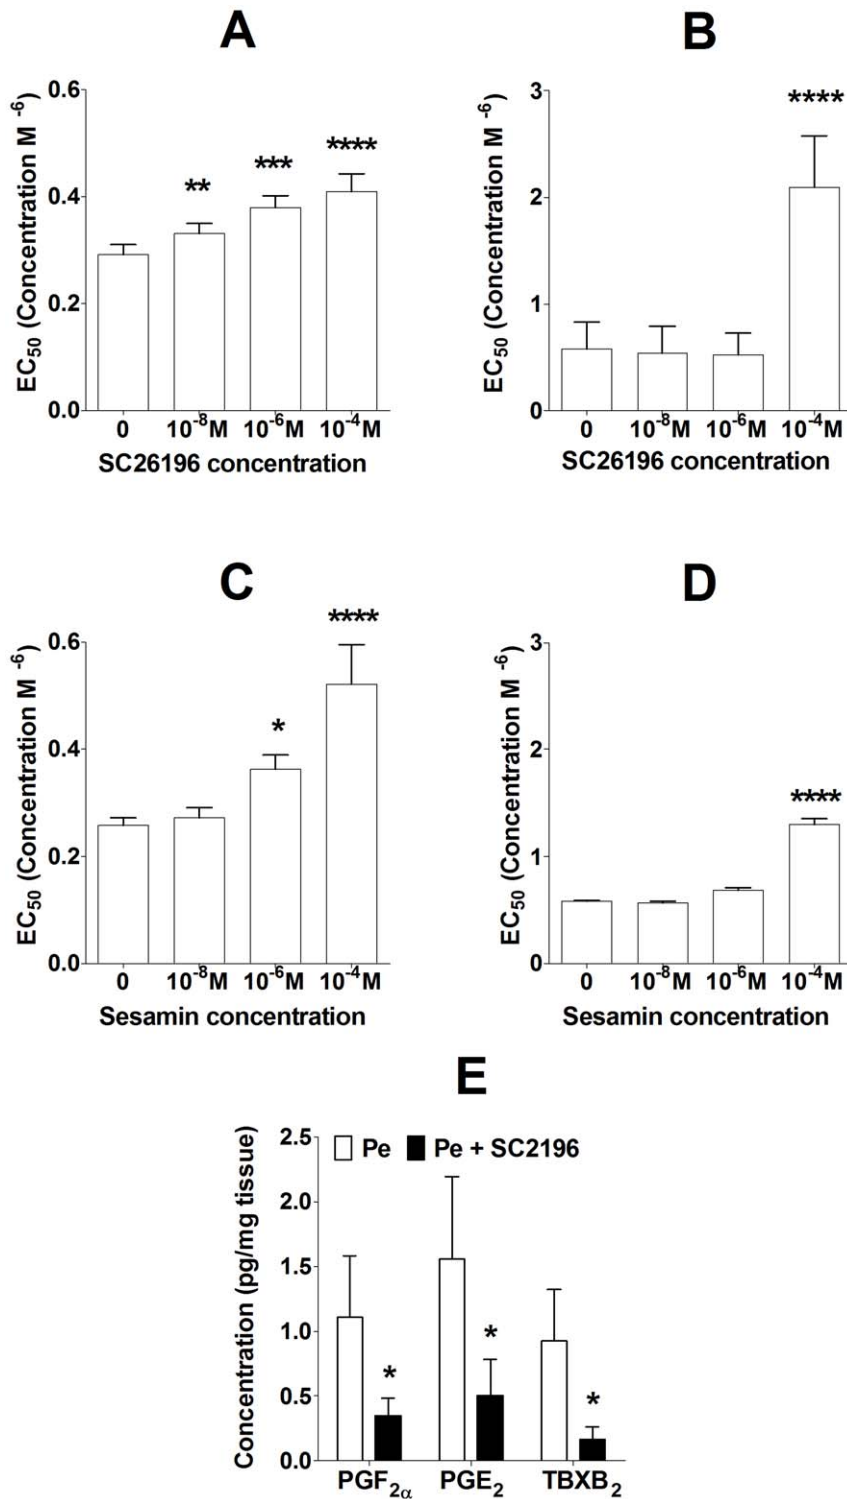 A
EC50 (Concentration M -6)
0.6
0.4
0.2
0.0
** *** ****
0 10-8M 10-6M 10-4M
SC26196 concentration
B
EC50 (Concentration M -6)
3
2
1
0
****
0 10-8M 10-6M 10-4M
SC26196 concentration
C
EC50 (Concentration M -6)
0.6
0.4
0.2
0.0
* ****
0 10-8M 10-6M 10-4M
Sesamin concentration
D
EC50 (Concentration M -6)
3
2
1
0
****
0 10-8M 10-6M 10-4M
Sesamin concentration
E
Concentration (pg/mg tissue)
2.5
2.0
1.5
1.0
0.5
0.0
Pe Pe + SC2196
* * *
PGF2α PGE2 TBXB2